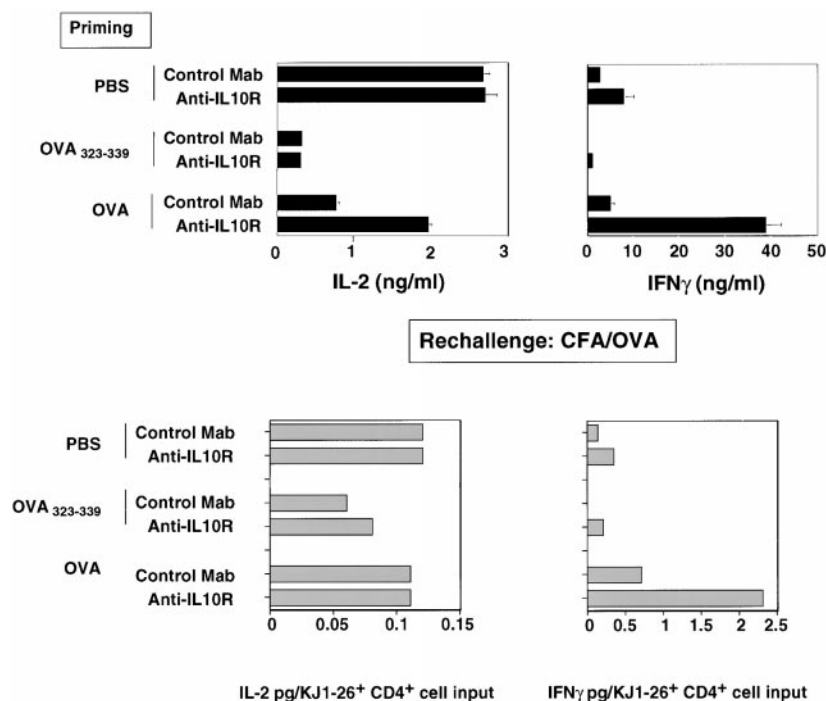 Priming
PBS
Control Mab
Anti-IL10R
OVA 323-339
Control Mab
Anti-IL10R
OVA
Control Mab
Anti-IL10R
0 1 2 3
IL-2 (ng/ml)
0 10 20 30 40 50
IFNγ (ng/ml)
Rechallenge: CFA/OVA
PBS
Control Mab
Anti-IL10R
OVA 323-339
Control Mab
Anti-IL10R
OVA
Control Mab
Anti-IL10R
0 0.05 0.1 0.15
IL-2 pg/KJ1-26+ CD4+ cell input
0 0.5 1 1.5 2 2.5
IFNγ pg/KJ1-26+ CD4+ cell input